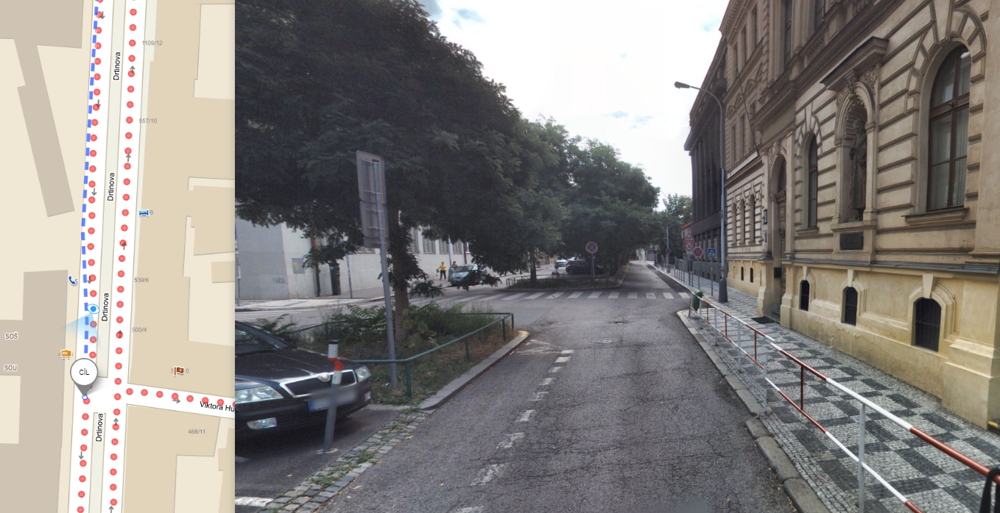 1109/12
Drtinova
557/10
Drtinova
539/6
Drtinova
500/4
SOŠ
SOU
CÍL
Viktora Hu
Drtinova
468/11